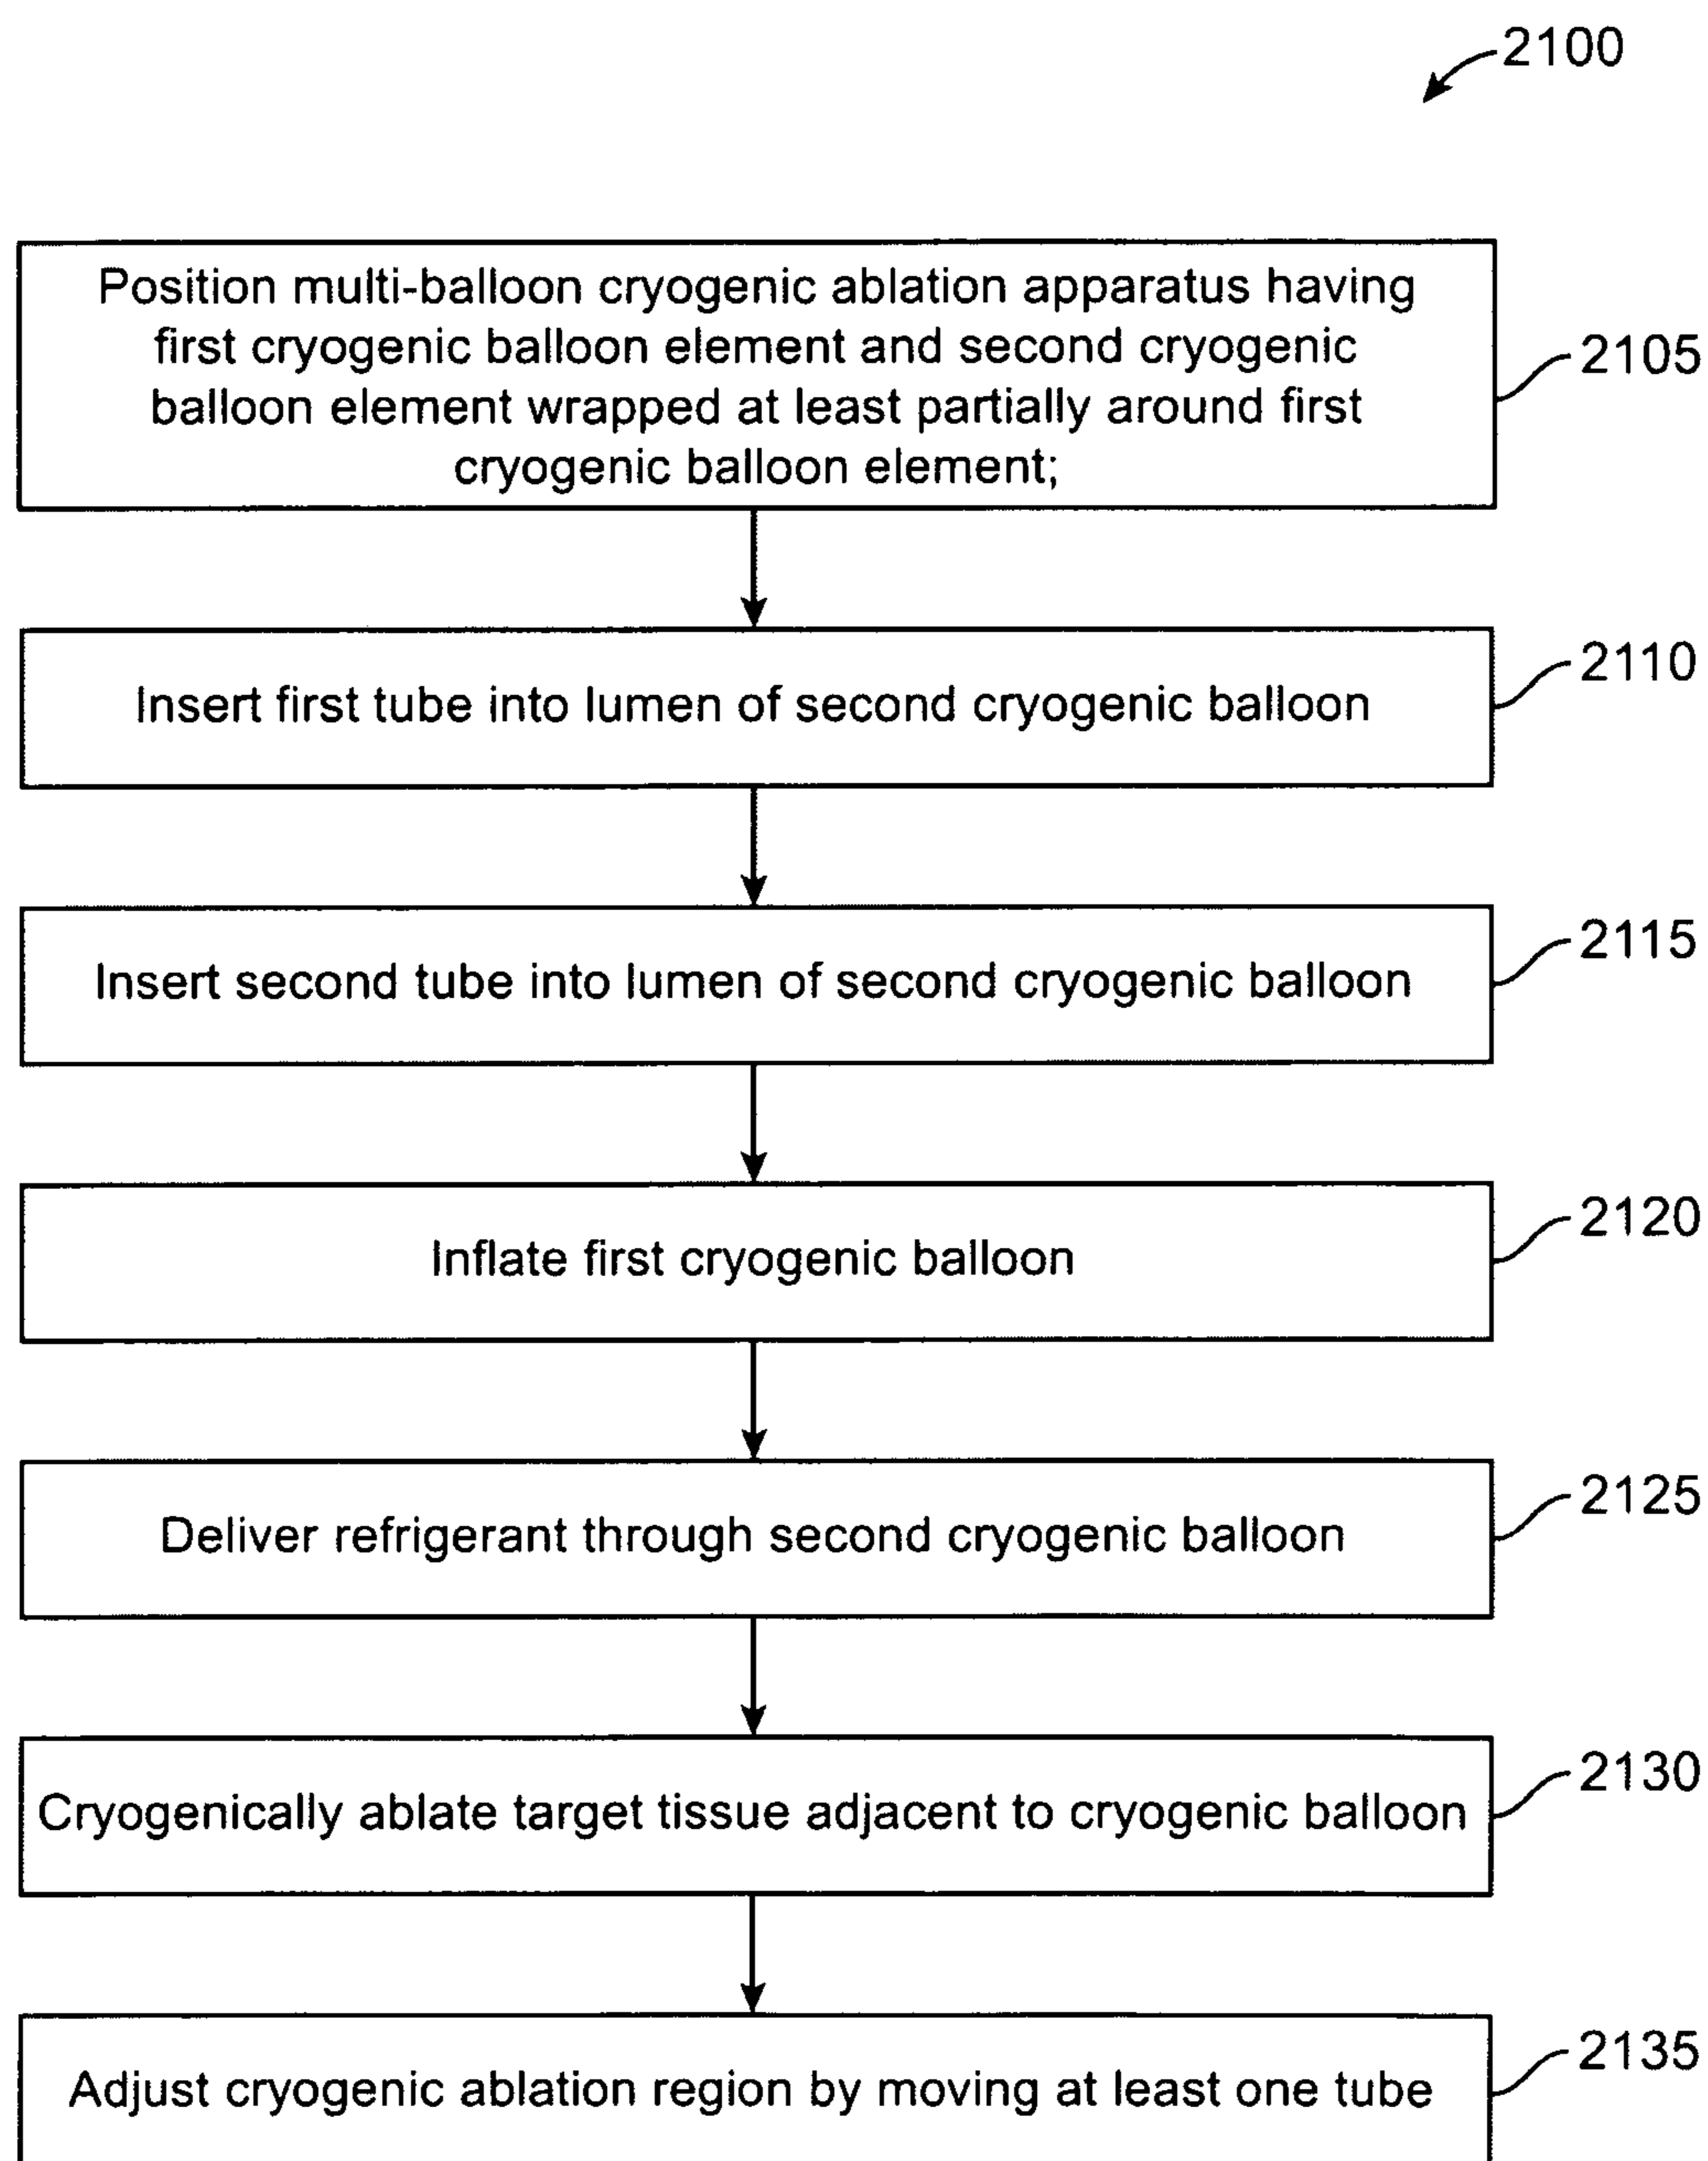 2100
Position multi-balloon cryogenic ablation apparatus having
first cryogenic balloon element and second cryogenic
balloon element wrapped at least partially around first
cryogenic balloon element;
2105
Insert first tube into lumen of second cryogenic balloon
2110
Insert second tube into lumen of second cryogenic balloon
2115
Inflate first cryogenic balloon
2120
Deliver refrigerant through second cryogenic balloon
2125
Cryogenically ablate target tissue adjacent to cryogenic balloon
2130
Adjust cryogenic ablation region by moving at least one tube
2135